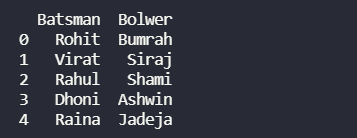 Batsman Bolwer
0 Rohit Bumrah
1 Virat Siraj
2 Rahul Shami
3 Dhoni Ashwin
4 Raina Jadeja